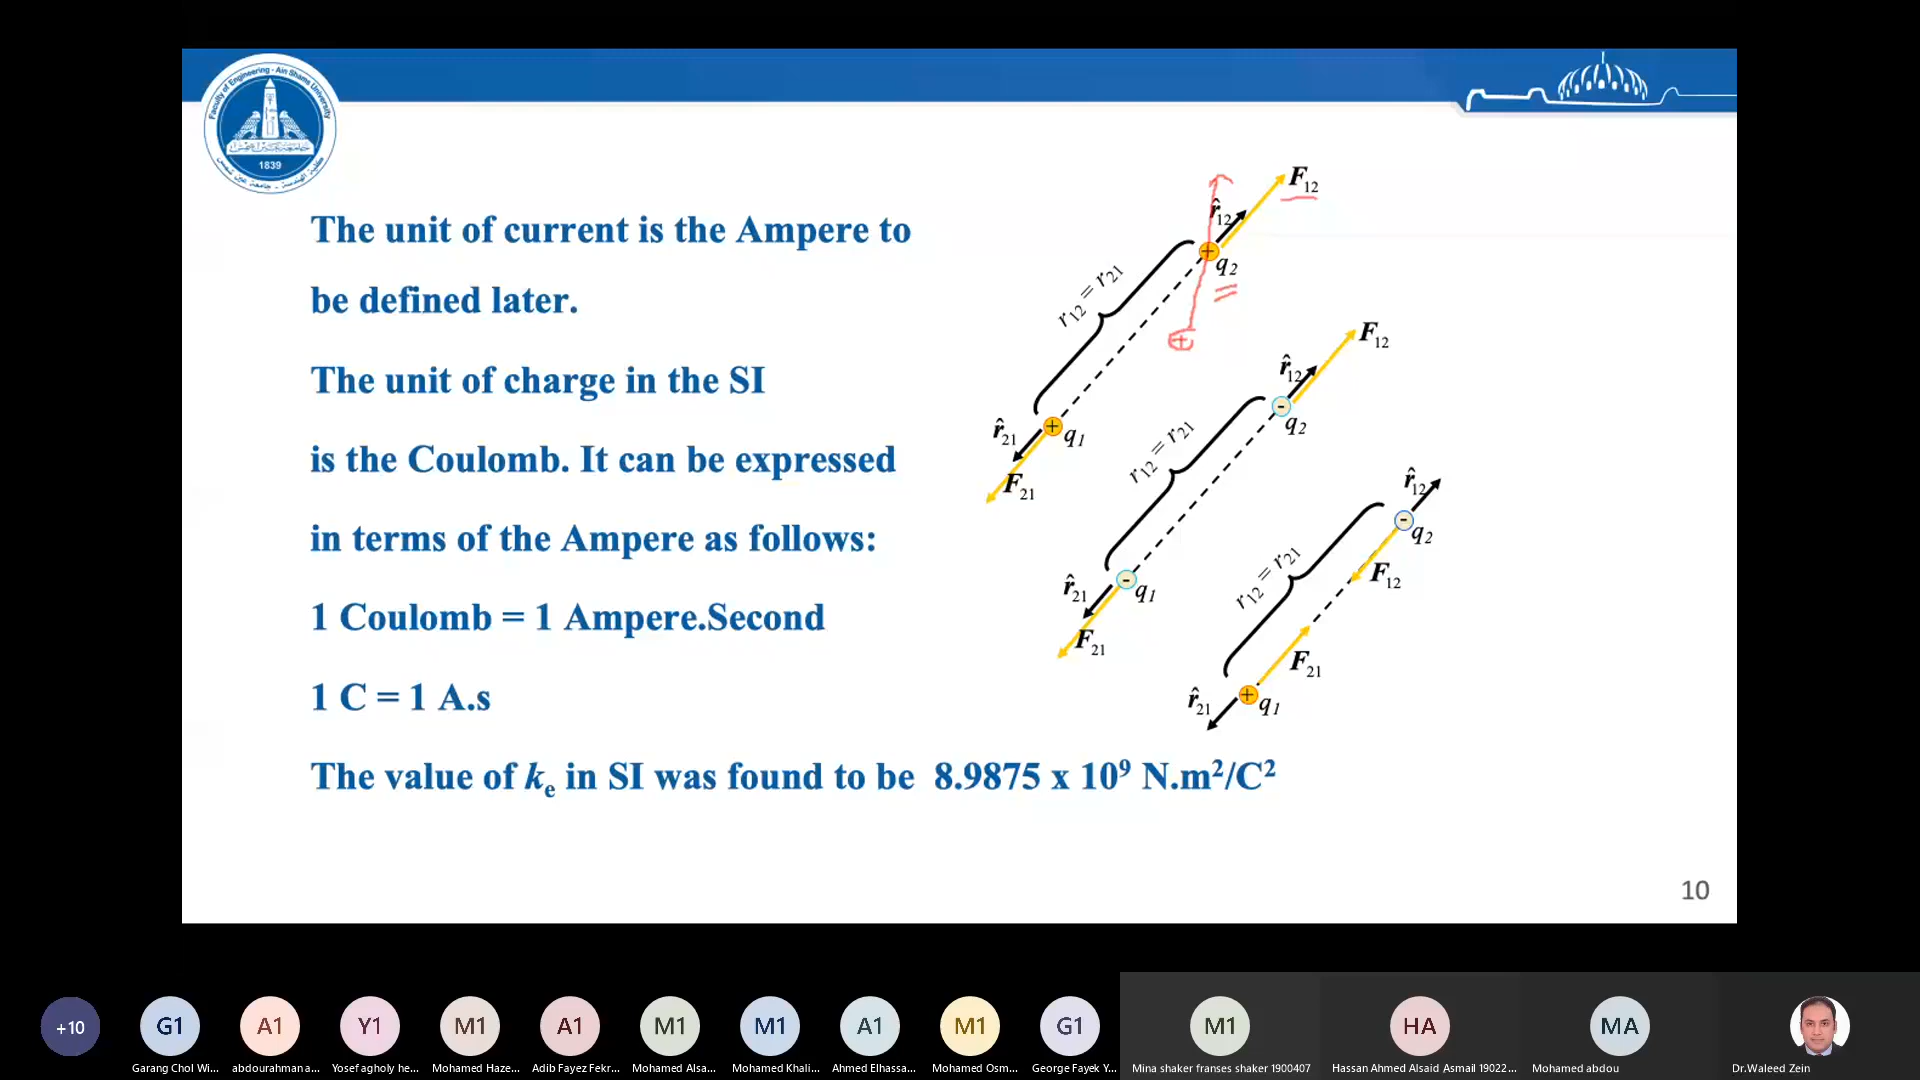 Faculty of Engineering - Ain Shams University
1839
The unit of current is the Ampere to
be defined later.
The unit of charge in the SI
is the Coulomb. It can be expressed
in terms of the Ampere as follows:
1 Coulomb = 1 Ampere.Second
1 C = 1 A.s
The value of kₑ in SI was found to be 8.9875 x 10⁹ N.m²/C²
F₁₂
r̂₁₂
+
q₂
r₁₂ = r₂₁
+
r̂₂₁
+
q₁
F₂₁
F₁₂
r̂₁₂
-
q₂
r₁₂ = r₂₁
r̂₂₁
-
q₁
F₂₁
r̂₁₂
-
q₂
F₁₂
r₁₂ = r₂₁
F₂₁
r̂₂₁
+
q₁
10
+10
G1
A1
Y1
M1
A1
M1
M1
A1
M1
G1
M1
HA
MA
Garang Chol Wi...
abdourahman a...
Yosef agholy he...
Mohamed Haze...
Adib Fayez Fekr...
Mohamed Alsa...
Mohamed Khali...
Ahmed Elhassa...
Mohamed Osm...
George Fayek Y...
Mina shaker franses shaker 1900407
Hassan Ahmed Alsaid Asmail 19022...
Mohamed abdou
Dr.Waleed Zein